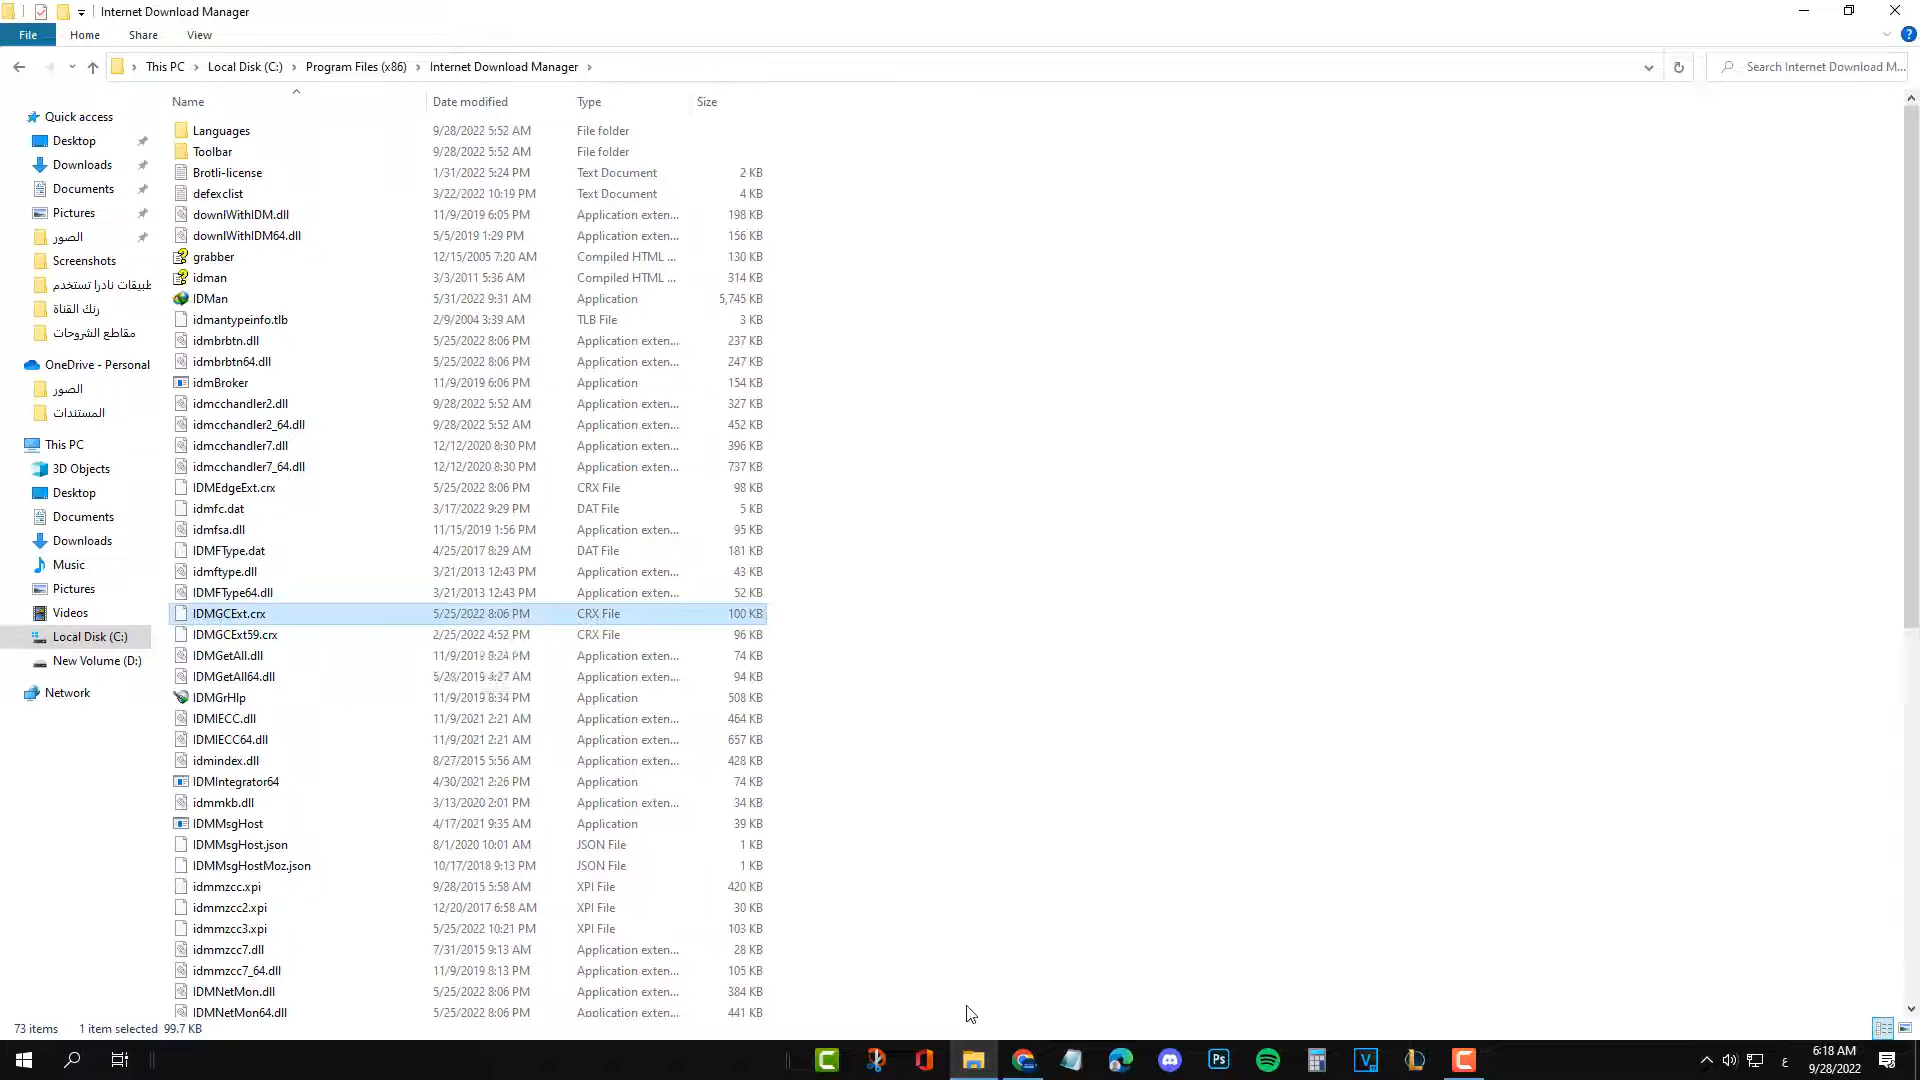 Internet Download Manager
File Home Share View
This PC Local Disk (C:) Program Files (x86) Internet Download Manager
Search Internet Download M...
Name Date modified Type Size
Quick access
Desktop
Downloads
Documents
Pictures
الصور
Screenshots
طبيقات نادرا تستخدم
رنك القناة
مقاطع الشروحات
OneDrive - Personal
الصور
المستندات
This PC
3D Objects
Desktop
Documents
Downloads
Music
Pictures
Videos
Local Disk (C:)
New Volume (D:)
Network
Languages 9/28/2022 5:52 AM File folder
Toolbar 9/28/2022 5:52 AM File folder
Brotli-license 1/31/2022 5:24 PM Text Document 2 KB
defexclist 3/22/2022 10:19 PM Text Document 4 KB
downlWithIDM.dll 11/9/2019 6:05 PM Application exten... 198 KB
downlWithIDM64.dll 5/5/2019 1:29 PM Application exten... 156 KB
grabber 12/15/2005 7:20 AM Compiled HTML ... 130 KB
idman 3/3/2011 5:36 AM Compiled HTML ... 314 KB
IDMan 5/31/2022 9:31 AM Application 5,745 KB
idmantypeinfo.tlb 2/9/2004 3:39 AM TLB File 3 KB
idmbrbtn.dll 5/25/2022 8:06 PM Application exten... 237 KB
idmbrbtn64.dll 5/25/2022 8:06 PM Application exten... 247 KB
idmBroker 11/9/2019 6:06 PM Application 154 KB
idmcchandler2.dll 9/28/2022 5:52 AM Application exten... 327 KB
idmcchandler2_64.dll 9/28/2022 5:52 AM Application exten... 452 KB
idmcchandler7.dll 12/12/2020 8:30 PM Application exten... 396 KB
idmcchandler7_64.dll 12/12/2020 8:30 PM Application exten... 737 KB
IDMEdgeExt.crx 5/25/2022 8:06 PM CRX File 98 KB
idmfc.dat 3/17/2022 9:29 PM DAT File 5 KB
idmfsa.dll 11/15/2019 1:56 PM Application exten... 95 KB
IDMFType.dat 4/25/2017 8:29 AM DAT File 181 KB
idmftype.dll 3/21/2013 12:43 PM Application exten... 43 KB
IDMFType64.dll 3/21/2013 12:43 PM Application exten... 52 KB
IDMGCExt.crx 5/25/2022 8:06 PM CRX File 100 KB
IDMGCExt59.crx 2/25/2022 4:52 PM CRX File 96 KB
IDMGetAll.dll 11/9/2019 8:24 PM Application exten... 74 KB
IDMGetAll64.dll 5/28/2019 4:27 AM Application exten... 94 KB
IDMGrHlp 11/9/2019 8:34 PM Application 508 KB
IDMIECC.dll 11/9/2021 2:21 AM Application exten... 464 KB
IDMIECC64.dll 11/9/2021 2:21 AM Application exten... 657 KB
idmindex.dll 8/27/2015 5:56 AM Application exten... 428 KB
IDMIntegrator64 4/30/2021 2:26 PM Application 74 KB
idmmkb.dll 3/13/2020 2:01 PM Application exten... 34 KB
IDMMsgHost 4/17/2021 9:35 AM Application 39 KB
IDMMsgHost.json 8/1/2020 10:01 AM JSON File 1 KB
IDMMsgHostMoz.json 10/17/2018 9:13 PM JSON File 1 KB
idmmzcc.xpi 9/28/2015 5:58 AM XPI File 420 KB
idmmzcc2.xpi 12/20/2017 6:58 AM XPI File 30 KB
idmmzcc3.xpi 5/25/2022 10:21 PM XPI File 103 KB
idmmzcc7.dll 7/31/2015 9:13 AM Application exten... 28 KB
idmmzcc7_64.dll 11/9/2019 8:13 PM Application exten... 105 KB
IDMNetMon.dll 5/25/2022 8:06 PM Application exten... 384 KB
IDMNetMon64.dll 5/25/2022 8:06 PM Application exten... 441 KB
73 items 1 item selected 99.7 KB
Ps
ع
6:18 AM
9/28/2022